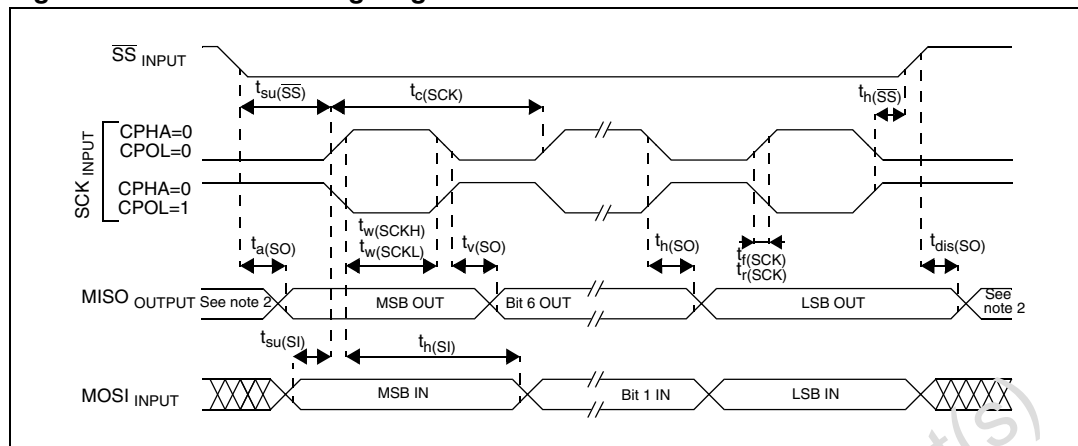 SS INPUT
tsu(SS)
tc(SCK)
th(SS)
SCK INPUT
CPHA=0
CPOL=0
CPHA=0
CPOL=1
ta(SO)
tw(SCKH)
tw(SCKL)
tv(SO)
th(SO)
tf(SCK)
tr(SCK)
tdis(SO)
MISO OUTPUT
See note 2
MSB OUT
Bit 6 OUT
LSB OUT
See
note 2
tsu(SI)
th(SI)
MOSI INPUT
MSB IN
Bit 1 IN
LSB IN